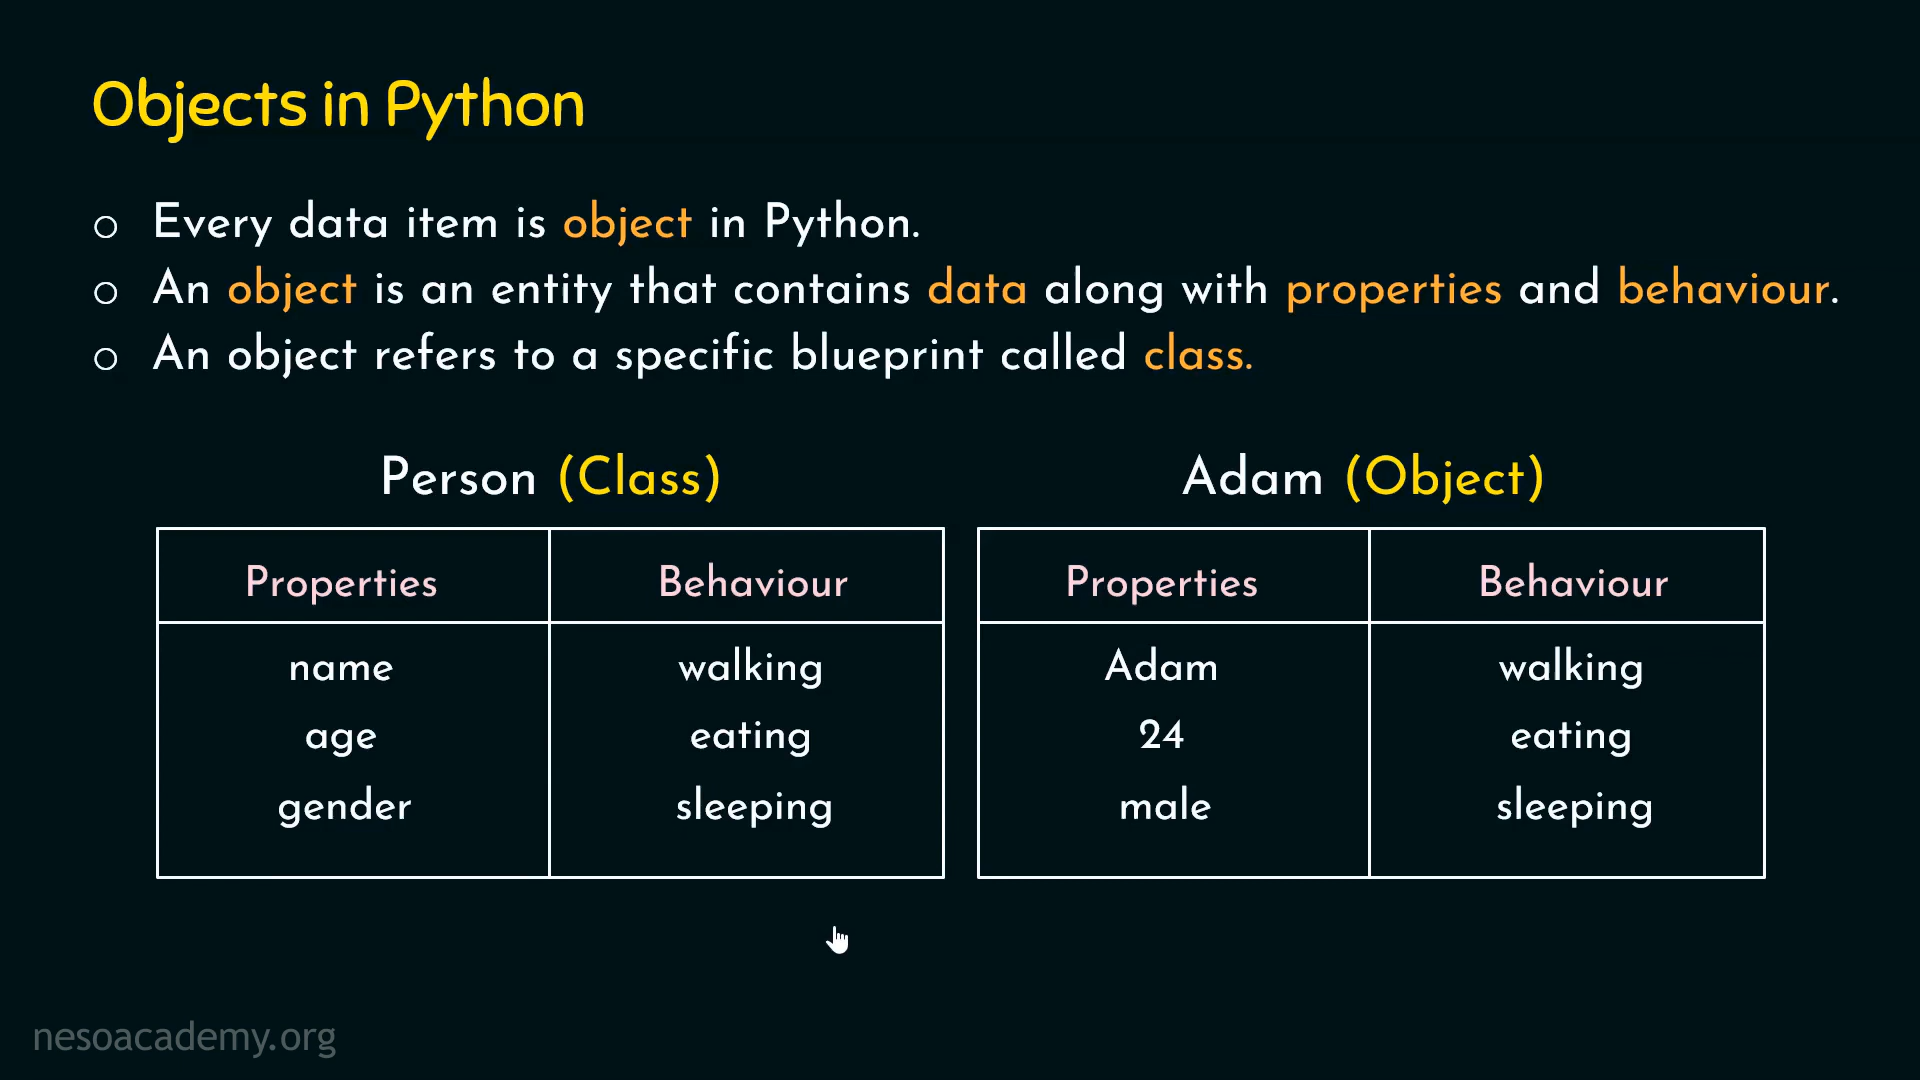 Objects in Python
Every data item is object in Python.
An object is an entity that contains data along with properties and behaviour.
An object refers to a specific blueprint called class.
Person (Class)
Properties Behaviour
name walking
age eating
gender sleeping
Adam (Object)
Properties Behaviour
Adam walking
24 eating
male sleeping
nesoacademy.org